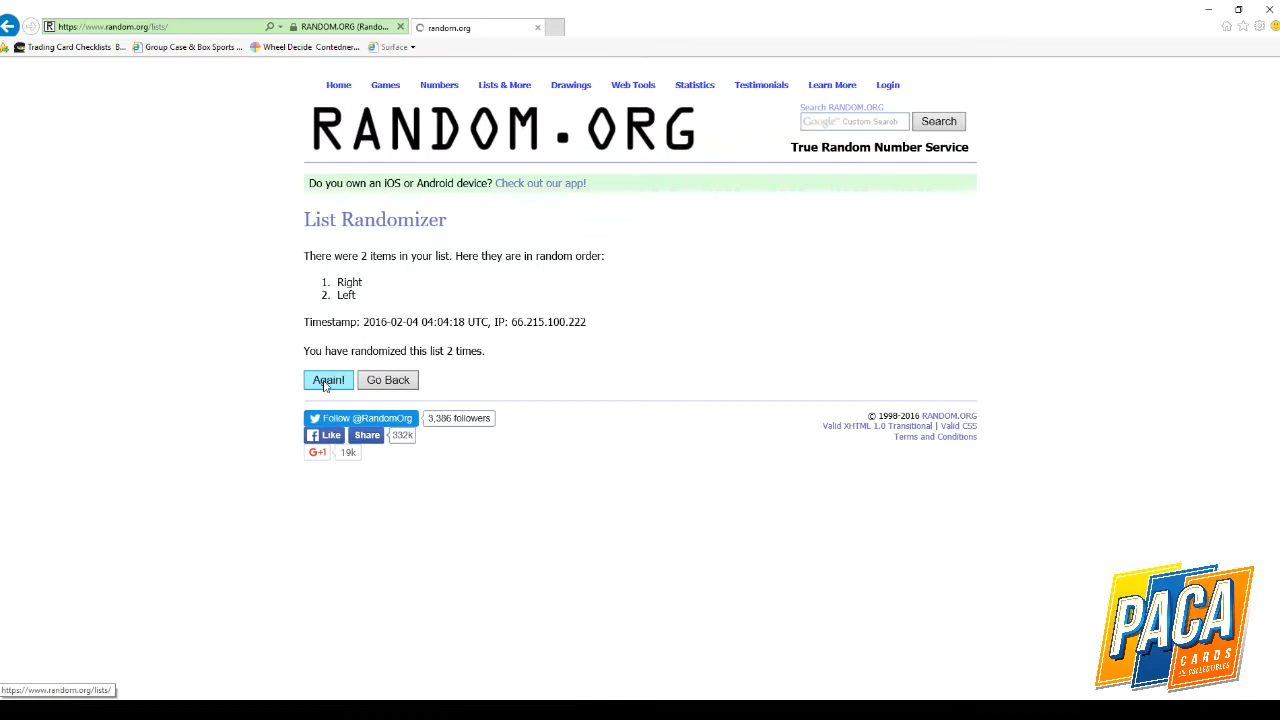 https://www.random.org/lists/
RANDOM.ORG (Rando...
random.org
Trading Card Checklists B...
Group Case & Box Sports ...
Wheel Decide Contedner...
Surface
Home Games Numbers Lists & More Drawings Web Tools Statistics Testimonials Learn More Login
RANDOM.ORG
Search RANDOM.ORG
Google™ Custom Search
Search
True Random Number Service
Do you own an iOS or Android device? Check out our app!
List Randomizer
There were 2 items in your list. Here they are in random order:
1. Right
2. Left
Timestamp: 2016-02-04 04:04:18 UTC, IP: 66.215.100.222
You have randomized this list 2 times.
Again! Go Back
Follow @RandomOrg 3,386 followers
Like Share 332k
G+1 19k
© 1998-2016 RANDOM.ORG
Valid XHTML 1.0 Transitional | Valid CSS
Terms and Conditions
PACA
CARDS
&COLLECTIBLES
https://www.random.org/lists/